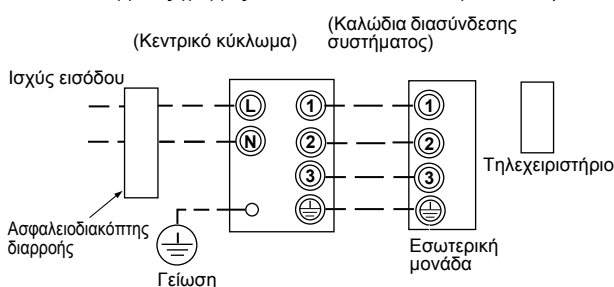 (Κεντρικό κύκλωμα)
(Καλώδια διασύνδεσης
συστήματος)
Ισχύς εισόδου
L
1
1
N
2
2
3
3
Τηλεχειριστήριο
Ασφαλειοδιακόπτης
διαρροής
Γείωση
Εσωτερική
μονάδα